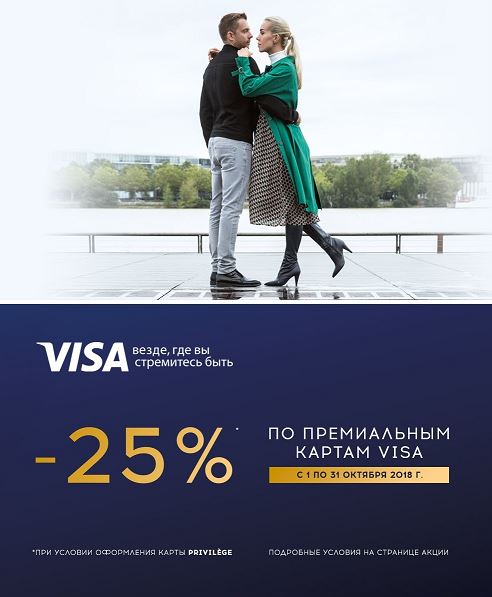 VISA
везде, где вы
стремитесь быть
-25%*
ПО ПРЕМИАЛЬНЫМ
КАРТАМ VISA
С 1 ПО 31 ОКТЯБРЯ 2018 Г.
*ПРИ УСЛОВИИ ОФОРМЛЕНИЯ КАРТЫ PRIVILÈGE
ПОДРОБНЫЕ УСЛОВИЯ НА СТРАНИЦЕ АКЦИИ